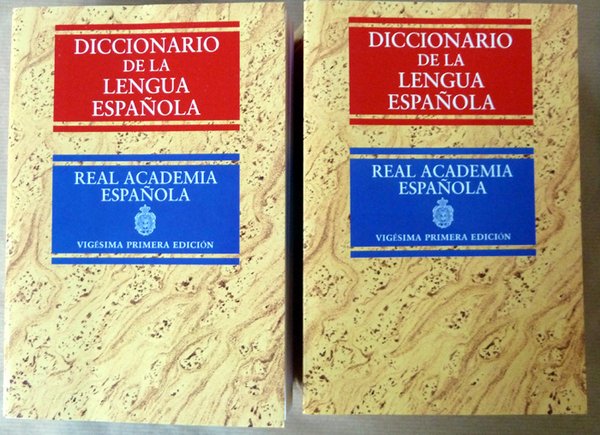 DICCIONARIO
DE LA
LENGUA
ESPAÑOLA
REAL ACADEMIA
ESPAÑOLA
VIGÉSIMA PRIMERA EDICIÓN
DICCIONARIO
DE LA
LENGUA
ESPAÑOLA
REAL ACADEMIA
ESPAÑOLA
VIGÉSIMA PRIMERA EDICIÓN